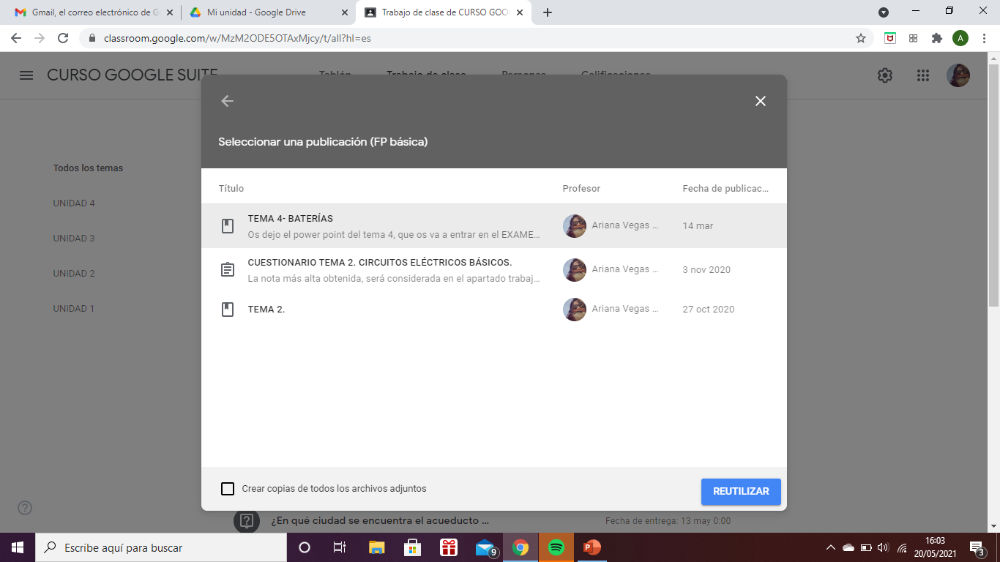 Gmail, el correo electrónico de G
Mi unidad - Google Drive
Trabajo de clase de CURSO GOO
classroom.google.com/w/MzM2ODE5OTAxMjcy/t/all?hl=es
A
CURSO GOOGLE SUITE
Tablón
Trabajo de clase
Personas
Calificaciones
Seleccionar una publicación (FP básica)
Todos los temas
UNIDAD 4
UNIDAD 3
UNIDAD 2
UNIDAD 1
Título
Profesor
Fecha de publicac...
TEMA 4- BATERÍAS
Os dejo el power point del tema 4, que os va a entrar en el EXAME...
Ariana Vegas ...
14 mar
CUESTIONARIO TEMA 2. CIRCUITOS ELÉCTRICOS BÁSICOS.
La nota más alta obtenida, será considerada en el apartado trabaj...
Ariana Vegas ...
3 nov 2020
TEMA 2.
Ariana Vegas ...
27 oct 2020
Crear copias de todos los archivos adjuntos
REUTILIZAR
¿En qué ciudad se encuentra el acueducto ...
Fecha de entrega: 13 may 0:00
Escribe aquí para buscar
9
P
16:03
20/05/2021
3